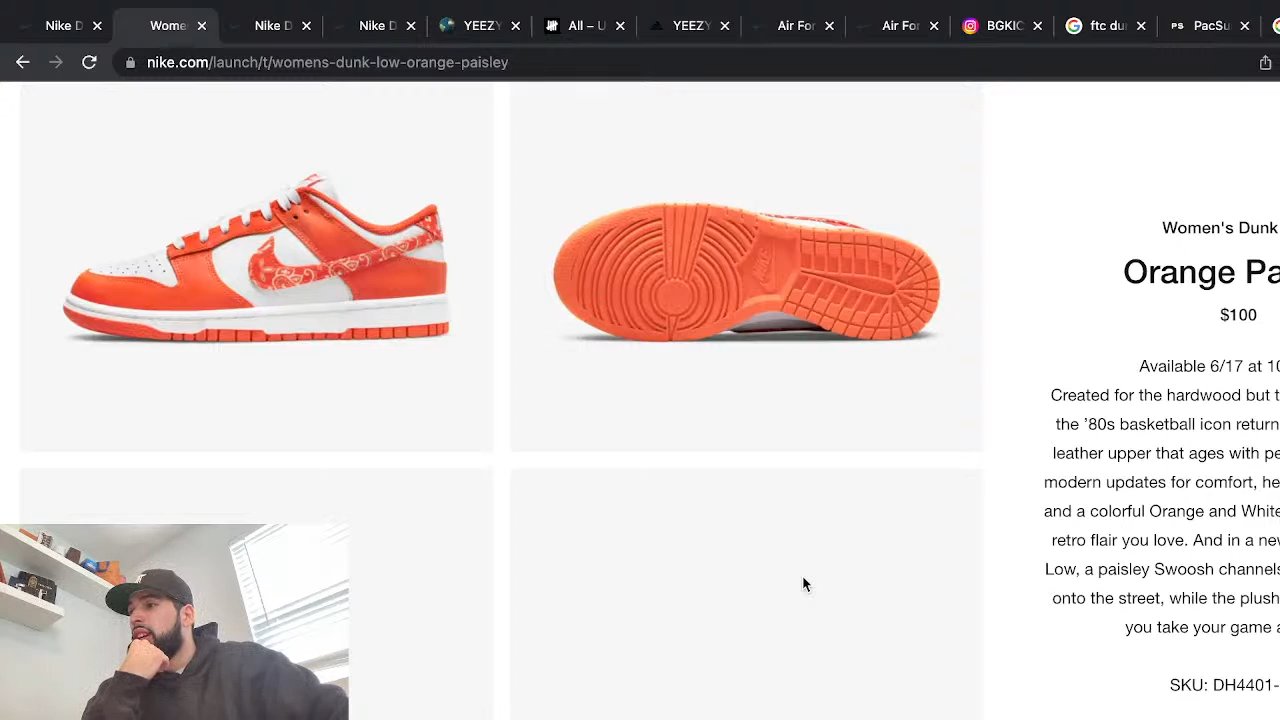 Nike D
Wome
Nike D
Nike D
YEEZY
All – U
YEEZY
Air For
Air For
BGKIC
ftc du
PS
PacSu
nike.com/launch/t/womens-dunk-low-orange-paisley
Women's Dunk
Orange Pa
$100
Available 6/17 at 10
Created for the hardwood but t
the '80s basketball icon return
leather upper that ages with pe
modern updates for comfort, he
and a colorful Orange and White
retro flair you love. And in a nev
Low, a paisley Swoosh channels
onto the street, while the plush
you take your game a
SKU: DH4401-